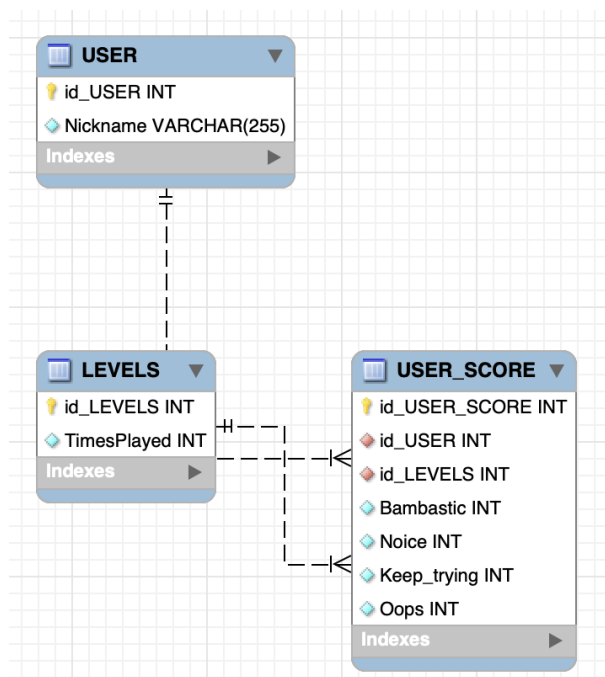 USER
id_USER INT
Nickname VARCHAR(255)
Indexes
LEVELS
id_LEVELS INT
TimesPlayed INT
Indexes
USER_SCORE
id_USER_SCORE INT
id_USER INT
id_LEVELS INT
Bambastic INT
Noice INT
Keep_trying INT
Oops INT
Indexes